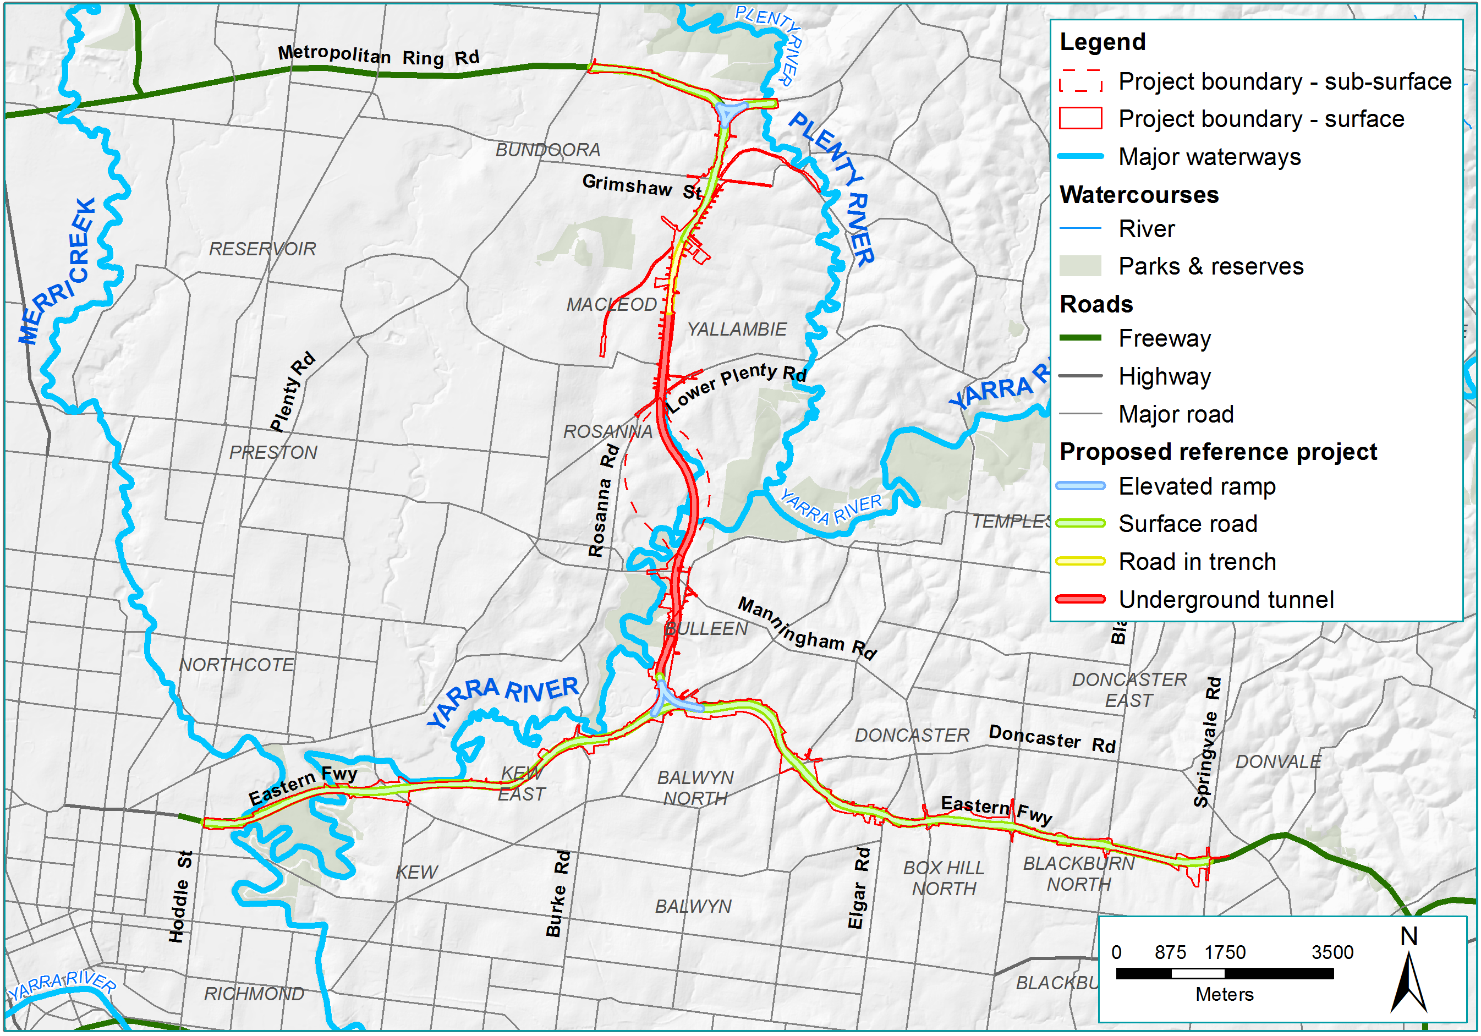 PLENTY RIVER
Metropolitan Ring Rd
PLENTY RIVER
BUNDOORA
Grimshaw St
MERRI CREEK
RESERVOIR
MACLEOD
YALLAMBIE
Plenty Rd
Lower Plenty Rd
YARRA R
PRESTON
ROSANNA
Rosanna Rd
YARRA RIVER
TEMPLES
Manningham Rd
BULLEEN
NORTHCOTE
YARRA RIVER
Bla
DONCASTER
EAST
Springvale Rd
DONCASTER
Doncaster Rd
DONVALE
KEW
EAST
BALWYN
NORTH
Eastern Fwy
Eastern Fwy
Hoddle St
KEW
Burke Rd
BALWYN
Elgar Rd
BOX HILL
NORTH
BLACKBURN
NORTH
YARRA RIVER
RICHMOND
BLACKBU
Legend
Project boundary - sub-surface
Project boundary - surface
Major waterways
Watercourses
River
Parks & reserves
Roads
Freeway
Highway
Major road
Proposed reference project
Elevated ramp
Surface road
Road in trench
Underground tunnel
0 875 1750 3500
Meters
N